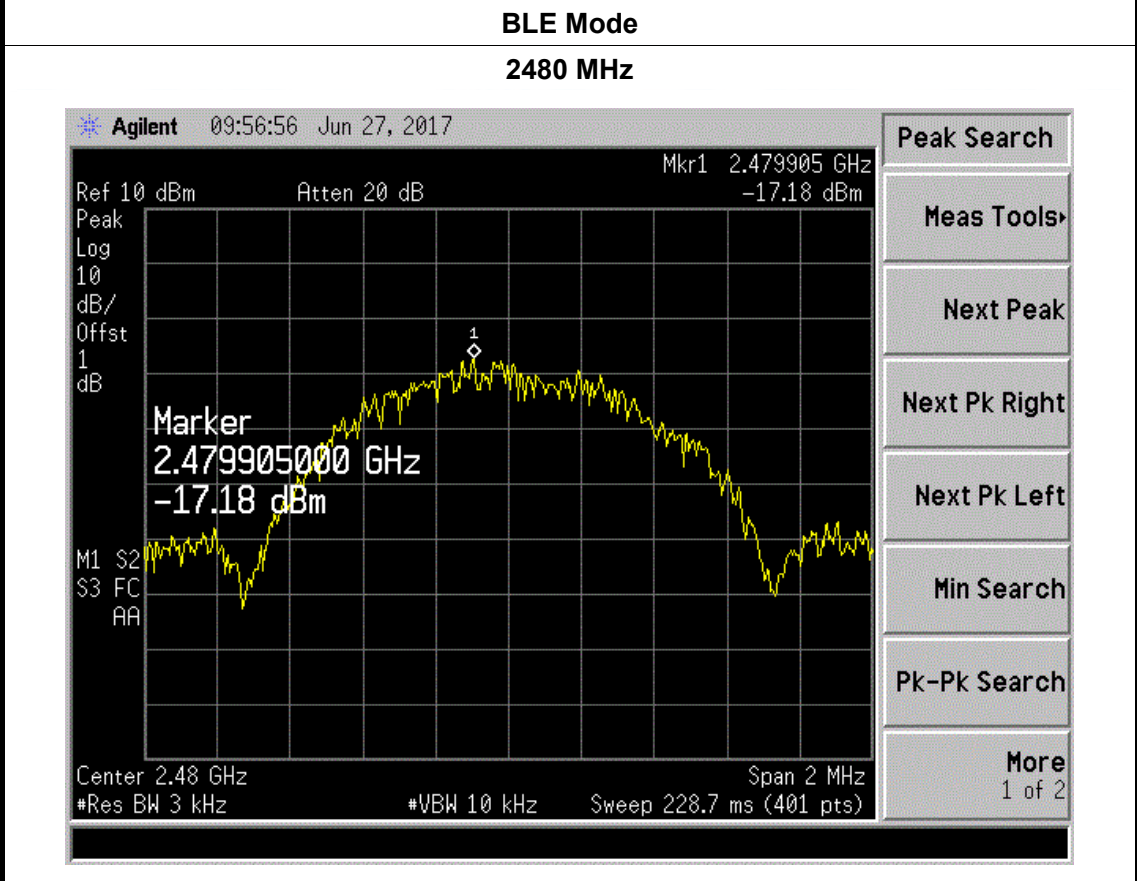 BLE Mode
2480 MHz
Agilent 09:56:56 Jun 27, 2017
Peak Search
Mkr1 2.479905 GHz
Ref 10 dBm Atten 20 dB -17.18 dBm
Peak
Log
10
dB/
Offst
1
dB
1
Marker
2.479905000 GHz
-17.18 dBm
M1 S2
S3 FC
AA
Center 2.48 GHz Span 2 MHz
#Res BW 3 kHz #VBW 10 kHz Sweep 228.7 ms (401 pts)
Meas Tools
Next Peak
Next Pk Right
Next Pk Left
Min Search
Pk-Pk Search
More
1 of 2